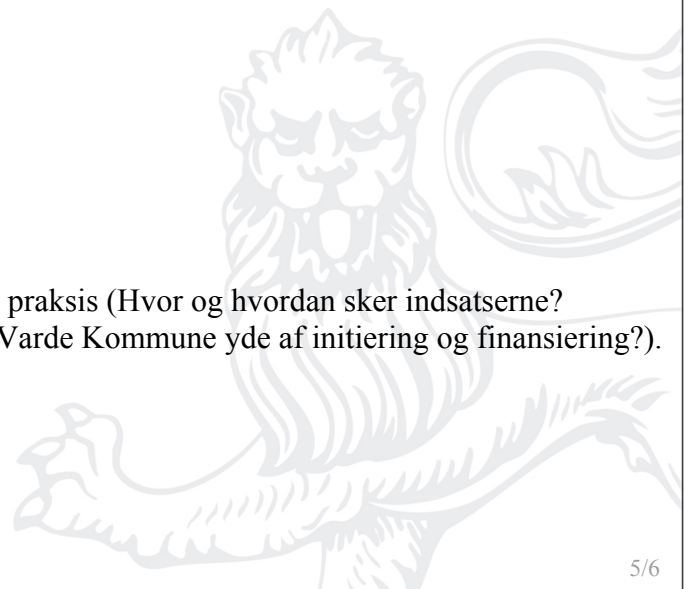 praksis (Hvor og hvordan sker indsatserne?
Varde Kommune yde af initiering og finansiering?).
5/6